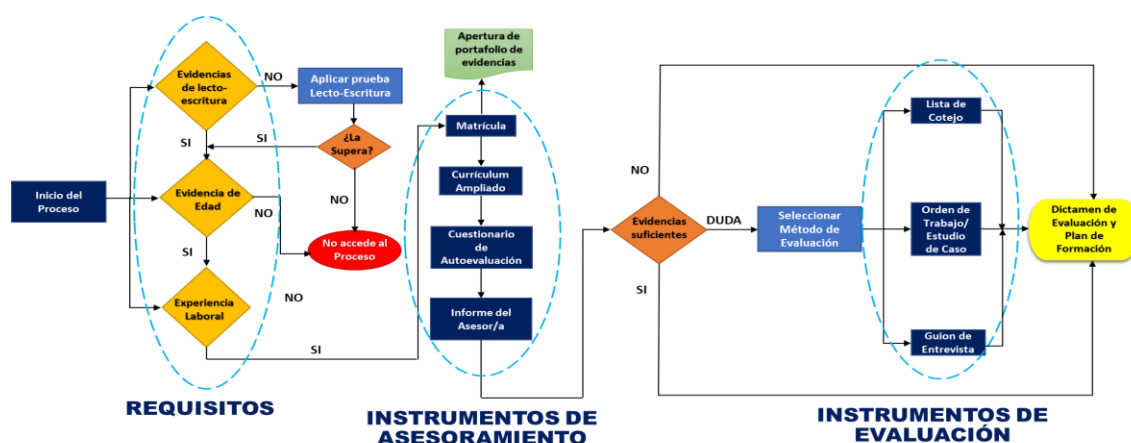 Apertura de
portafolio de
evidencias
Evidencias
de lecto-
escritura
NO
Aplicar prueba
Lecto-Escritura
SI
SI
¿La
Supera?
Matrícula
Lista de
Cotejo
Inicio del
Proceso
Evidencia de
Edad
NO
NO
Currículum
Ampliado
NO
No accede al
Proceso
Cuestionario
de
Autoevaluación
Evidencias
suficientes
DUDA
Seleccionar
Método de
Evaluación
Orden de
Trabajo/
Estudio
de Caso
Dictamen de
Evaluación y
Plan de
Formación
SI
Experiencia
Laboral
NO
SI
Informe del
Asesor/a
SI
Guion de
Entrevista
REQUISITOS
INSTRUMENTOS DE
ASESORAMIENTO
INSTRUMENTOS DE
EVALUACIÓN